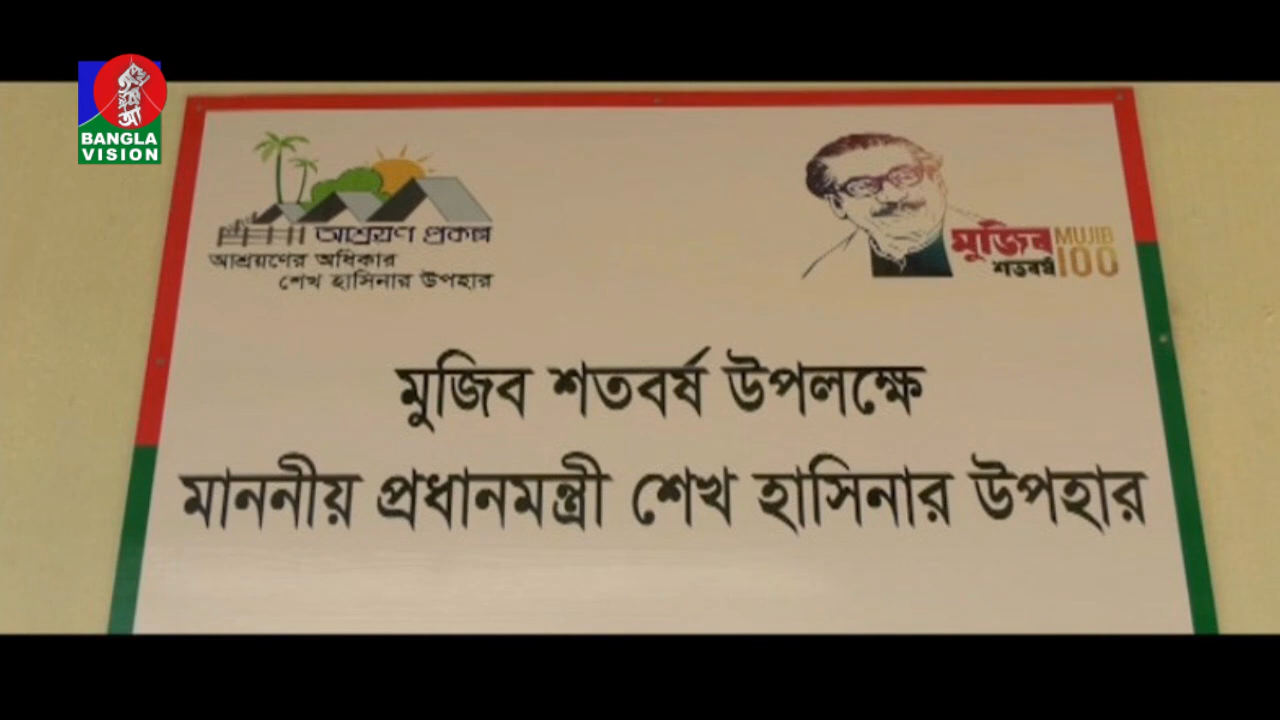 BANGLA
VISION
আশ্রয়ণ প্রকল্প
আশ্রয়ণের অধিকার
শেখ হাসিনার উপহার
মুজিব
শতবর্ষ
MUJIB
100
মুজিব শতবর্ষ উপলক্ষে
মাননীয় প্রধানমন্ত্রী শেখ হাসিনার উপহার